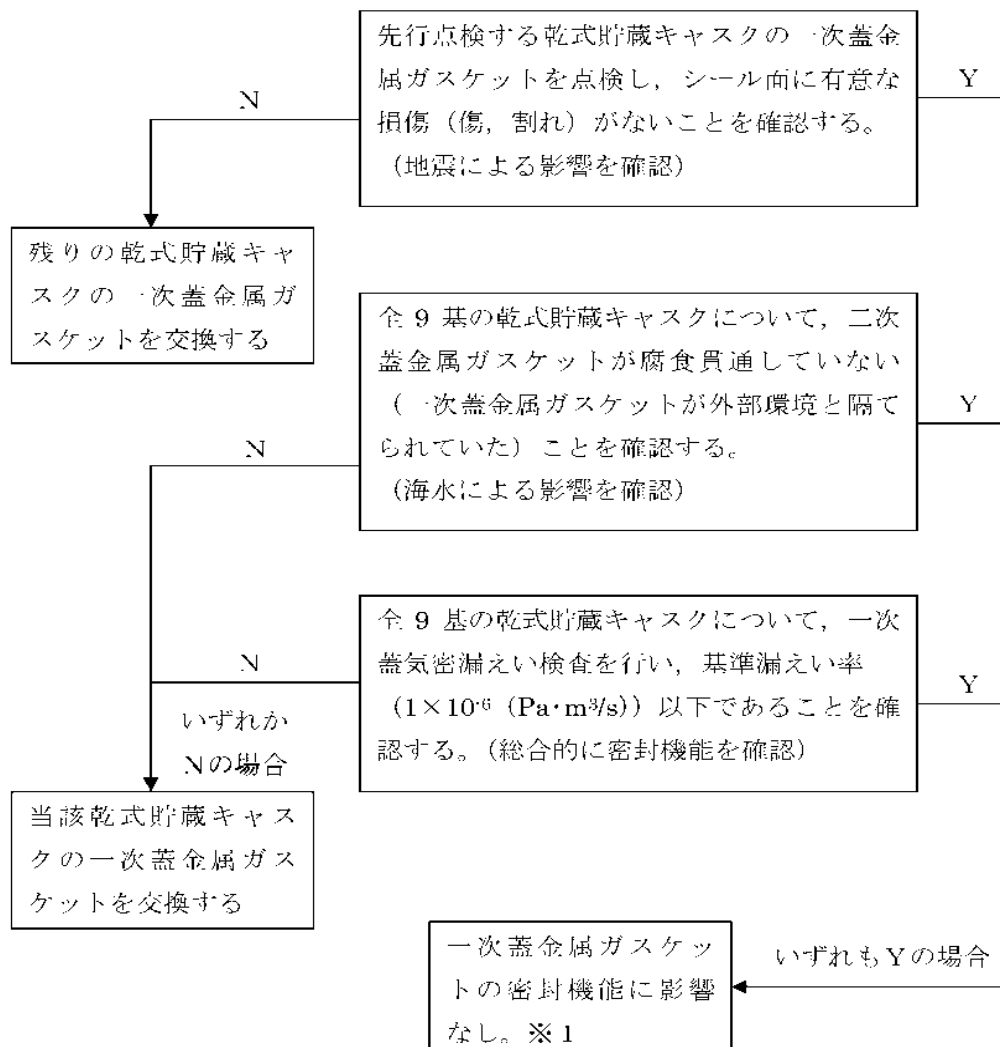 先行点検する乾式貯蔵キャスクの一次蓋金
属ガスケットを点検し，シール面に有意な
損傷（傷，割れ）がないことを確認する。
（地震による影響を確認）
N
Y
残りの乾式貯蔵キャ
スクの一次蓋金属ガ
スケットを交換する
全 9 基の乾式貯蔵キャスクについて，二次
蓋金属ガスケットが腐食貫通していない
（一次蓋金属ガスケットが外部環境と隔て
られていた）ことを確認する。
（海水による影響を確認）
N
Y
全 9 基の乾式貯蔵キャスクについて，一次
蓋気密漏えい検査を行い，基準漏えい率
（1×10⁻⁶（Pa·m³/s））以下であることを確
認する。（総合的に密封機能を確認）
N
Y
いずれか
Nの場合
当該乾式貯蔵キャス
クの一次蓋金属ガス
ケットを交換する
一次蓋金属ガスケッ
トの密封機能に影響
なし。※1
いずれもYの場合